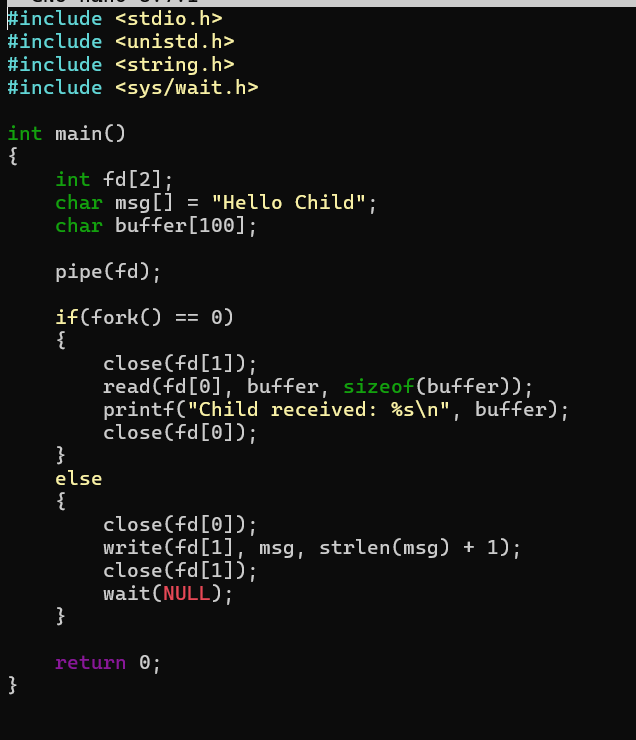 #include <stdio.h>
#include <unistd.h>
#include <string.h>
#include <sys/wait.h>

int main()
{
    int fd[2];
    char msg[] = "Hello Child";
    char buffer[100];

    pipe(fd);

    if(fork() == 0)
    {
        close(fd[1]);
        read(fd[0], buffer, sizeof(buffer));
        printf("Child received: %s\n", buffer);
        close(fd[0]);
    }
    else
    {
        close(fd[0]);
        write(fd[1], msg, strlen(msg) + 1);
        close(fd[1]);
        wait(NULL);
    }

    return 0;
}